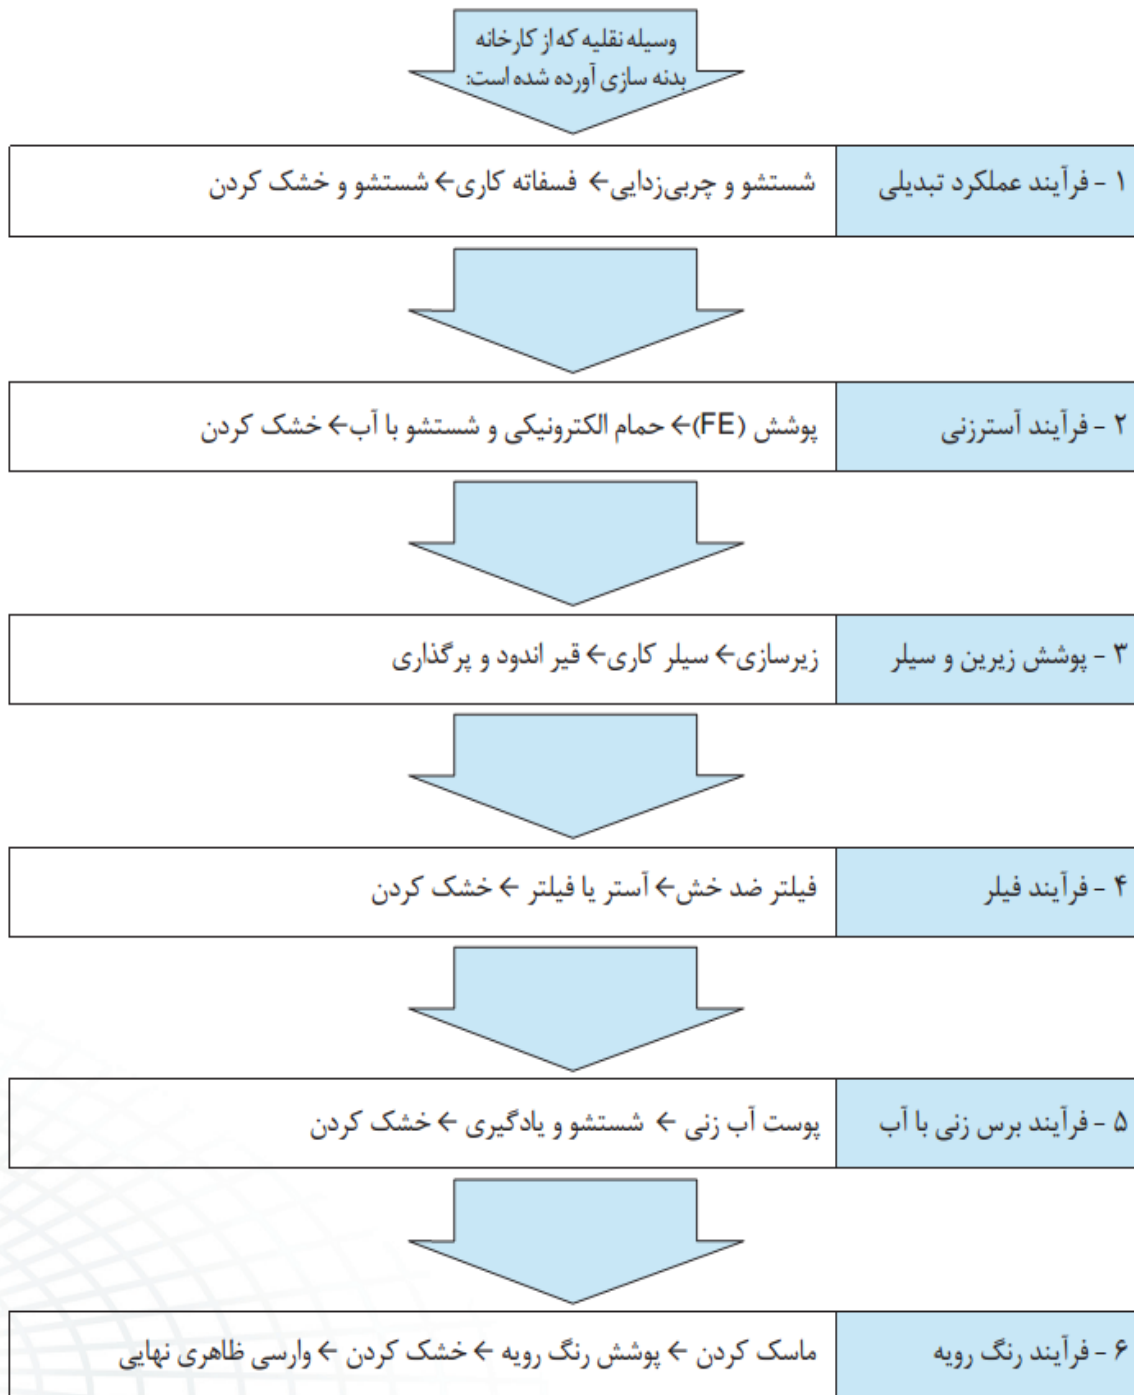 وسیله نقلیه که از کارخانه
بدنه سازی آورده شده است:
۱ - فرآیند عملکرد تبدیلی
شستشو و چربی‌زدایی ← فسفاته کاری ← شستشو و خشک کردن
۲ - فرآیند آسترزنی
پوشش (FE) ← حمام الکترونیکی و شستشو با آب ← خشک کردن
۳ - پوشش زیرین و سیلر
زیرسازی ← سیلر کاری ← قیر اندود و پرگذاری
۴ - فرآیند فیلر
فیلتر ضد خش ← آستر یا فیلتر ← خشک کردن
۵ - فرآیند برس زنی با آب
پوست آب زنی ← شستشو و یادگیری ← خشک کردن
۶ - فرآیند رنگ رویه
ماسک کردن ← پوشش رنگ رویه ← خشک کردن ← وارسی ظاهری نهایی